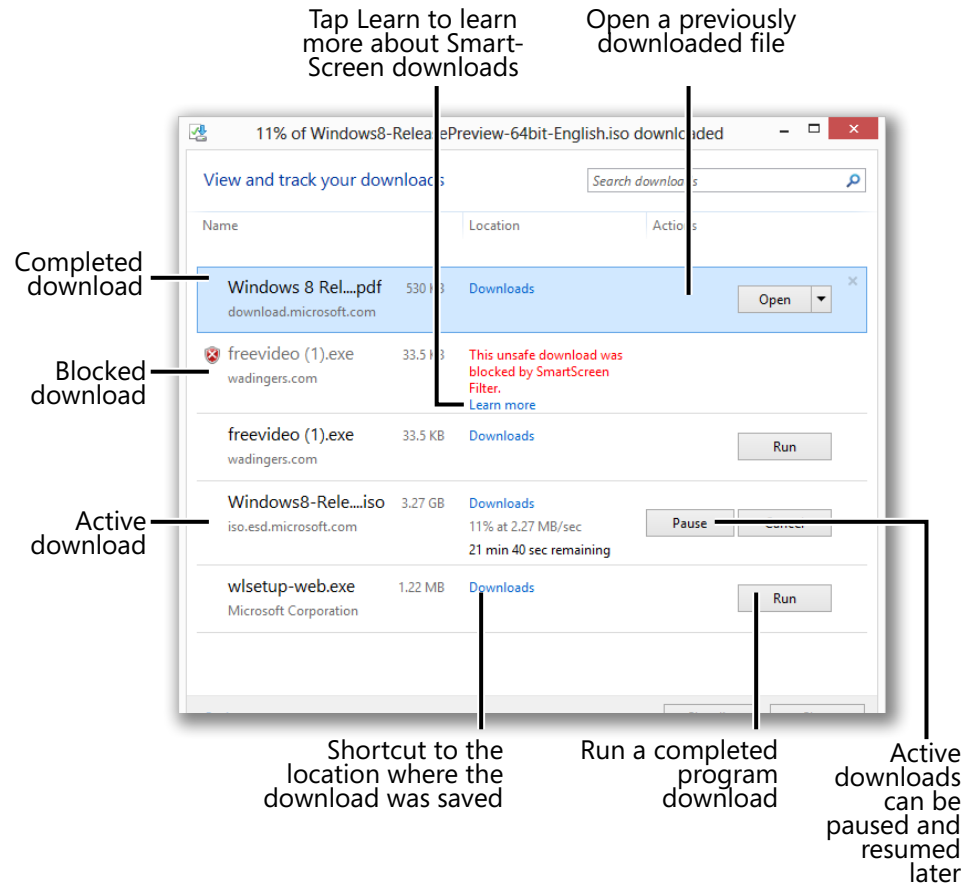 Tap Learn to learn
more about Smart-
Screen downloads
Open a previously
downloaded file
11% of Windows8-ReleasePreview-64bit-English.iso downloaded
View and track your downloads
Search downloads
Name
Location
Actions
Completed
download
Windows 8 Rel....pdf
530 KB
Downloads
Open
download.microsoft.com
Blocked
download
freevideo (1).exe
33.5 KB
wadingers.com
This unsafe download was
blocked by SmartScreen
Filter.
Learn more
freevideo (1).exe
33.5 KB
Downloads
Run
wadingers.com
Active
download
Windows8-Rele....iso
3.27 GB
Downloads
iso.esd.microsoft.com
11% at 2.27 MB/sec
21 min 40 sec remaining
Pause
Cancel
wlsetup-web.exe
1.22 MB
Downloads
Run
Microsoft Corporation
Shortcut to the
location where the
download was saved
Run a completed
program
download
Active
downloads
can be
paused and
resumed
later